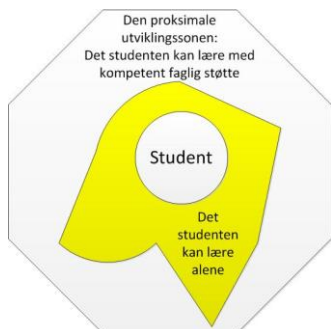 Den proksimale
utviklingssonen:
Det studenten kan lære med
kompetent faglig støtte
Student
Det
studenten
kan lære
alene